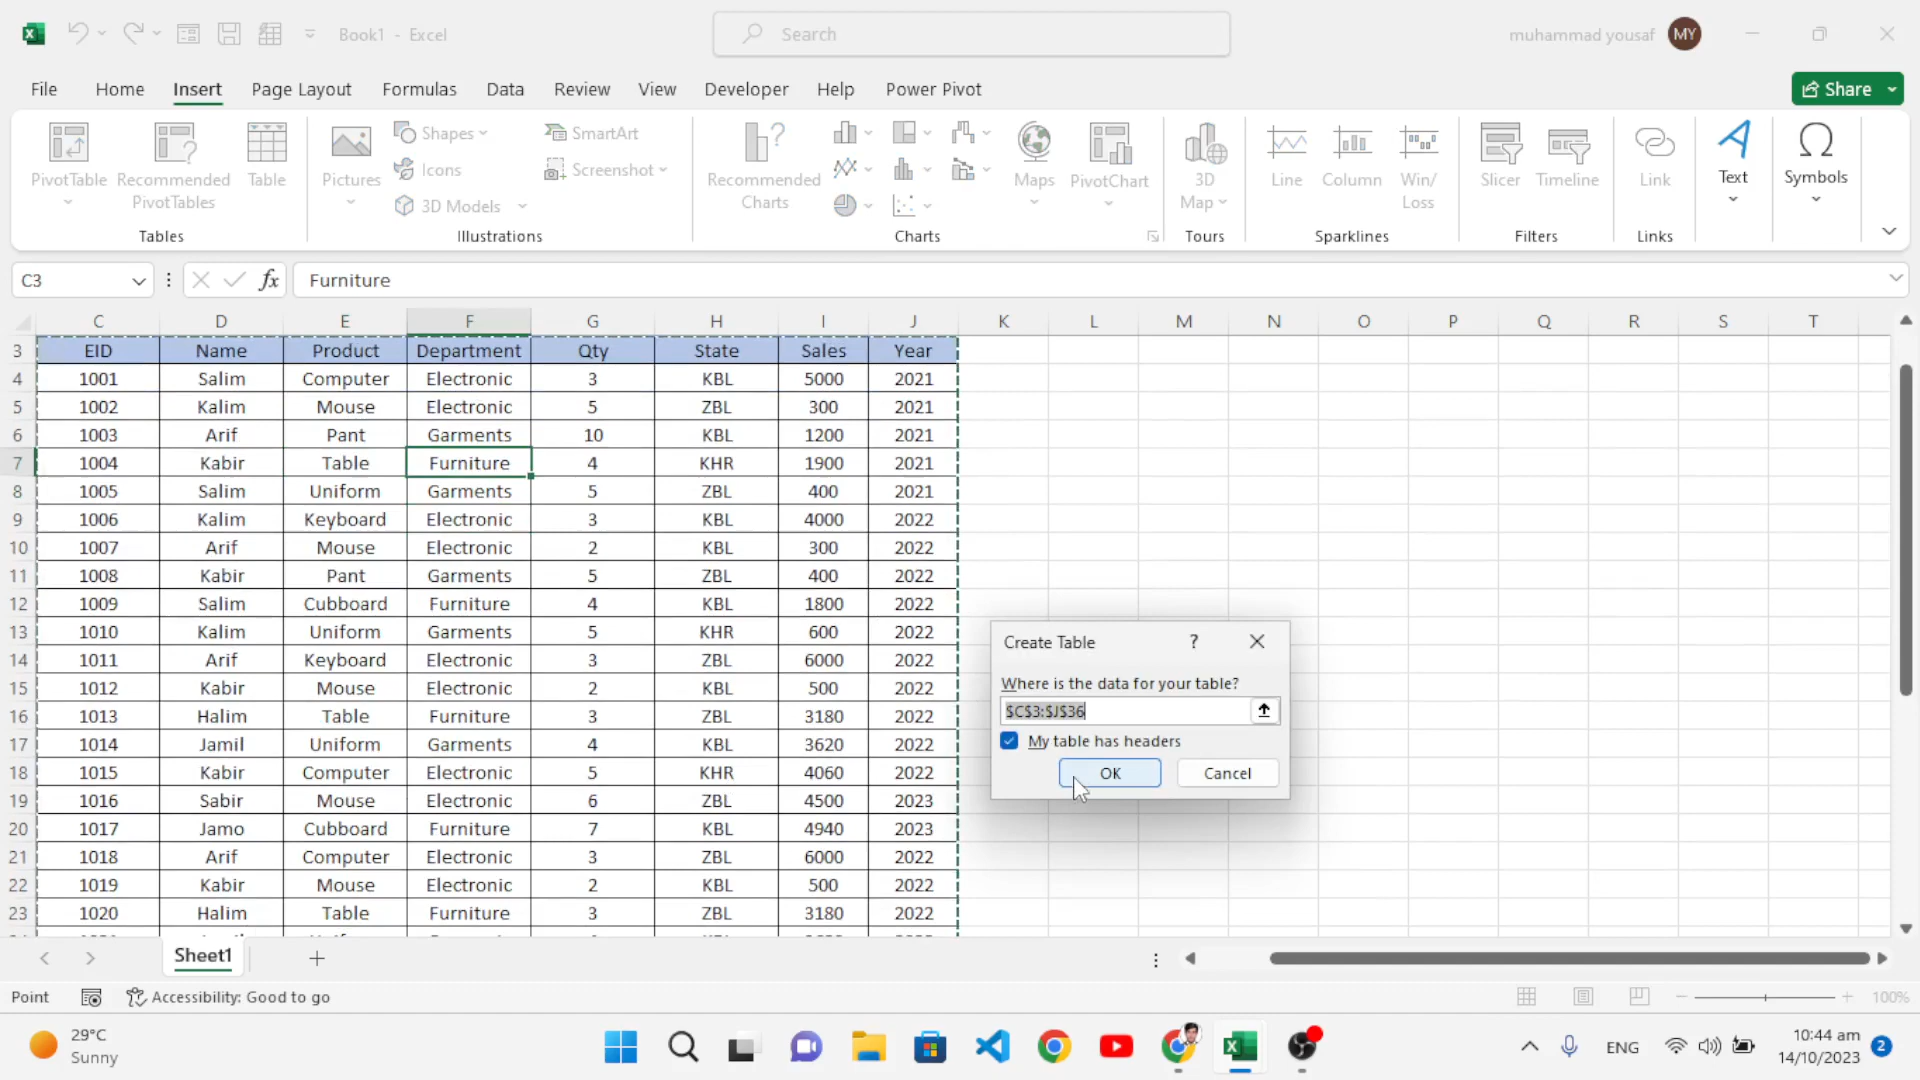 Book1 - Excel
Search
muhammad yousaf
MY
File Home Insert Page Layout Formulas Data Review View Developer Help Power Pivot
Share
PivotTable
Recommended PivotTables
Table
Tables
Pictures
Shapes
Icons
3D Models
SmartArt
Screenshot
Illustrations
Recommended Charts
Maps
PivotChart
Charts
3D Map
Tours
Line
Column
Win/ Loss
Sparklines
Slicer
Timeline
Filters
Link
Links
Text
Symbols
C3
fx
Furniture
C D E F G H I J K L M N O P Q R S T
3 EID Name Product Department Qty State Sales Year
4 1001 Salim Computer Electronic 3 KBL 5000 2021
5 1002 Kalim Mouse Electronic 5 ZBL 300 2021
6 1003 Arif Pant Garments 10 KBL 1200 2021
7 1004 Kabir Table Furniture 4 KHR 1900 2021
8 1005 Salim Uniform Garments 5 ZBL 400 2021
9 1006 Kalim Keyboard Electronic 3 KBL 4000 2022
10 1007 Arif Mouse Electronic 2 KBL 300 2022
11 1008 Kabir Pant Garments 5 ZBL 400 2022
12 1009 Salim Cubboard Furniture 4 KBL 1800 2022
13 1010 Kalim Uniform Garments 5 KHR 600 2022
14 1011 Arif Keyboard Electronic 3 ZBL 6000 2022
15 1012 Kabir Mouse Electronic 2 KBL 500 2022
16 1013 Halim Table Furniture 3 ZBL 3180 2022
17 1014 Jamil Uniform Garments 4 KBL 3620 2022
18 1015 Kabir Computer Electronic 5 KHR 4060 2022
19 1016 Sabir Mouse Electronic 6 ZBL 4500 2023
20 1017 Jamo Cubboard Furniture 7 KBL 4940 2023
21 1018 Arif Computer Electronic 3 ZBL 6000 2022
22 1019 Kabir Mouse Electronic 2 KBL 500 2022
23 1020 Halim Table Furniture 3 ZBL 3180 2022
Create Table ?
Where is the data for your table?
$C$3:$J$36
My table has headers
OK
Cancel
Sheet1
Point
Accessibility: Good to go
100%
29°C
Sunny
ENG
10:44 am
14/10/2023
2